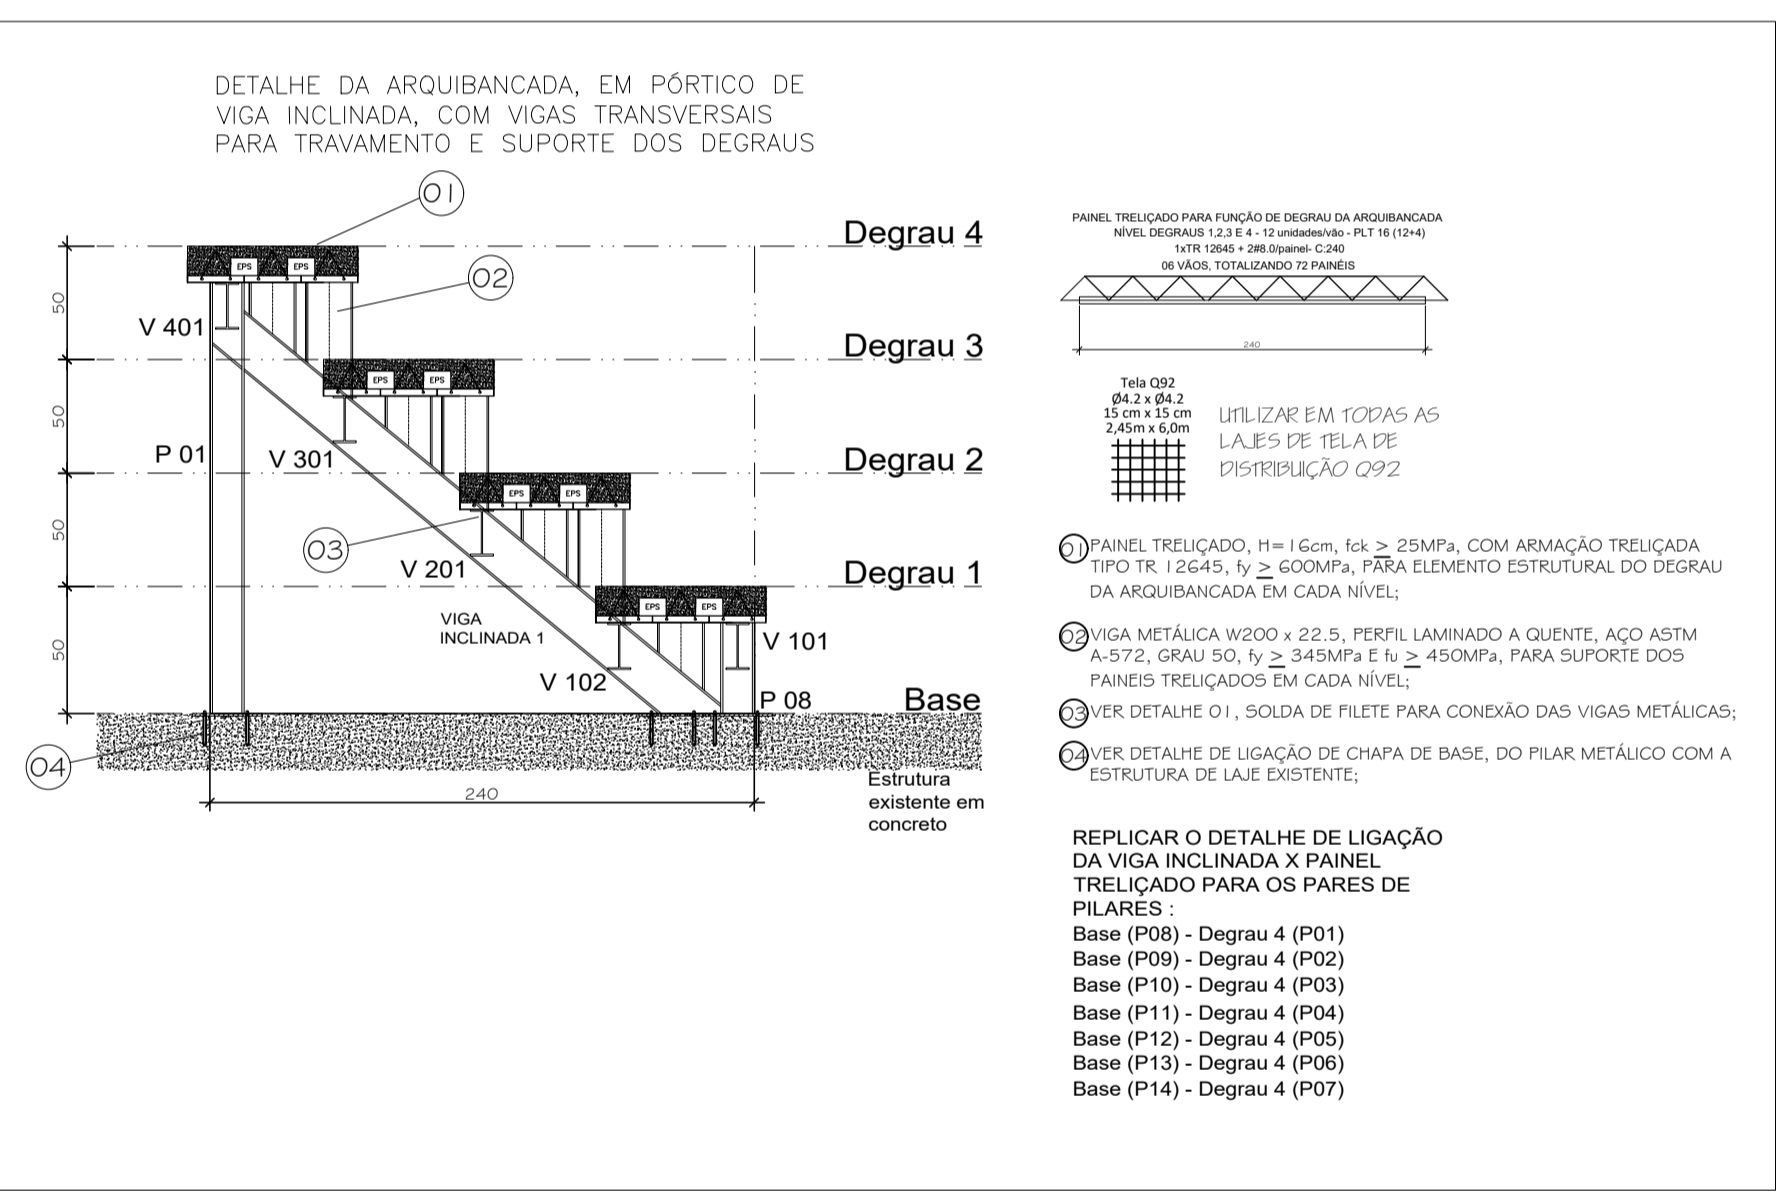 DETALHE DA ARQUIBANCADA, EM PÓRTICO DE
VIGA INCLINADA, COM VIGAS TRANSVERSAIS
PARA TRAVAMENTO E SUPORTE DOS DEGRAUS
01
Degrau 4
EPS
EPS
02
50
V 401
Degrau 3
EPS
EPS
50
P 01
V 301
Degrau 2
EPS
EPS
03
50
V 201
Degrau 1
EPS
EPS
VIGA
INCLINADA 1
V 101
50
V 102
P 08
Base
04
Estrutura
existente em
concreto
240
PAINEL TRELIÇADO PARA FUNÇÃO DE DEGRAU DA ARQUIBANCADA
NÍVEL DEGRAUS 1,2,3 E 4 - 12 unidades/vão - PLT 16 (12+4)
1xTR 12645 + 2#8.0/painel- C:240
06 VÃOS, TOTALIZANDO 72 PAINÉIS
240
Tela Q92
Ø4.2 x Ø4.2
15 cm x 15 cm
2,45m x 6,0m
UTILIZAR EM TODAS AS
LAJES DE TELA DE
DISTRIBUIÇÃO Q92
01 PAINEL TRELIÇADO, H=16cm, fck ≥ 25MPa, COM ARMAÇÃO TRELIÇADA
TIPO TR 12645, fy ≥ 600MPa, PARA ELEMENTO ESTRUTURAL DO DEGRAU
DA ARQUIBANCADA EM CADA NÍVEL;
02 VIGA METÁLICA W200 x 22.5, PERFIL LAMINADO A QUENTE, AÇO ASTM
A-572, GRAU 50, fy ≥ 345MPa E fu ≥ 450MPa, PARA SUPORTE DOS
PAINEIS TRELIÇADOS EM CADA NÍVEL;
03 VER DETALHE 01, SOLDA DE FILETE PARA CONEXÃO DAS VIGAS METÁLICAS;
04 VER DETALHE DE LIGAÇÃO DE CHAPA DE BASE, DO PILAR METÁLICO COM A
ESTRUTURA DE LAJE EXISTENTE;
REPLICAR O DETALHE DE LIGAÇÃO
DA VIGA INCLINADA X PAINEL
TRELIÇADO PARA OS PARES DE
PILARES :
Base (P08) - Degrau 4 (P01)
Base (P09) - Degrau 4 (P02)
Base (P10) - Degrau 4 (P03)
Base (P11) - Degrau 4 (P04)
Base (P12) - Degrau 4 (P05)
Base (P13) - Degrau 4 (P06)
Base (P14) - Degrau 4 (P07)